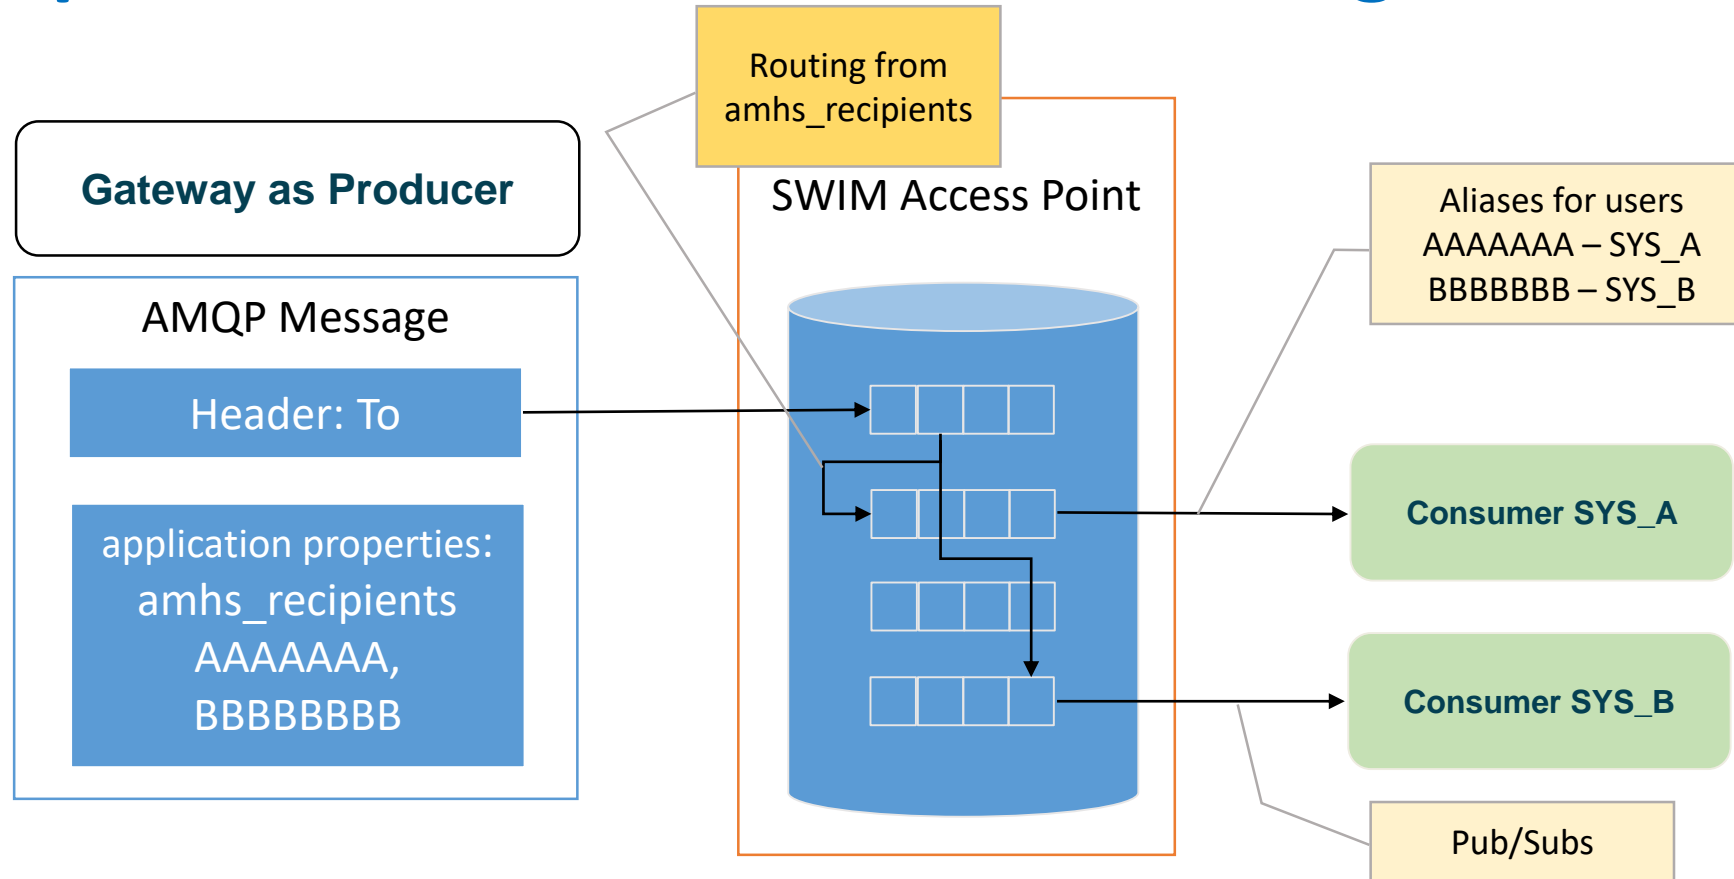 Routing from
amhs_recipients
Gateway as Producer
SWIM Access Point
Aliases for users
AAAAAAA – SYS_A
BBBBBBB – SYS_B
AMQP Message
Header: To
application properties:
amhs_recipients
AAAAAAA,
BBBBBBBB
Consumer SYS_A
Consumer SYS_B
Pub/Subs